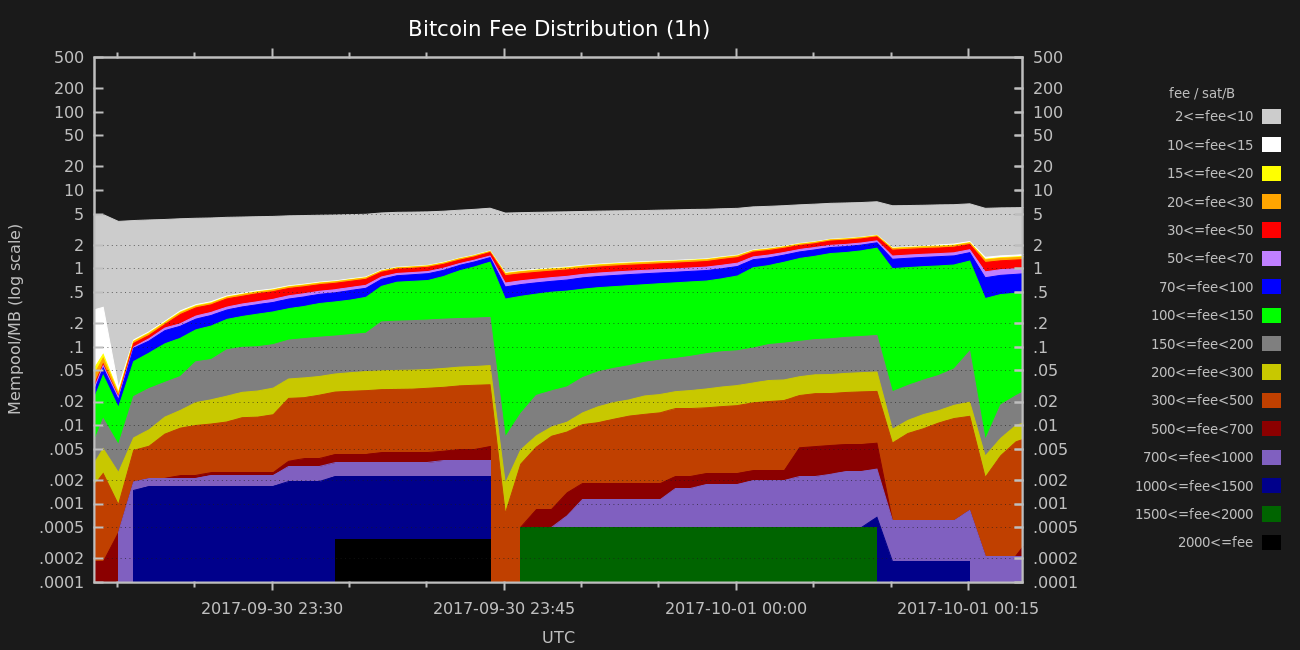 Bitcoin Fee Distribution (1h)
Mempool/MB (log scale)
500
200
100
50
20
10
5
2
1
.5
.2
.1
.05
.02
.01
.005
.002
.001
.0005
.0002
.0001
500
200
100
50
20
10
5
2
1
.5
.2
.1
.05
.02
.01
.005
.002
.001
.0005
.0002
.0001
2017-09-30 23:30
2017-09-30 23:45
2017-10-01 00:00
2017-10-01 00:15
UTC
fee / sat/B
2<=fee<10
10<=fee<15
15<=fee<20
20<=fee<30
30<=fee<50
50<=fee<70
70<=fee<100
100<=fee<150
150<=fee<200
200<=fee<300
300<=fee<500
500<=fee<700
700<=fee<1000
1000<=fee<1500
1500<=fee<2000
2000<=fee